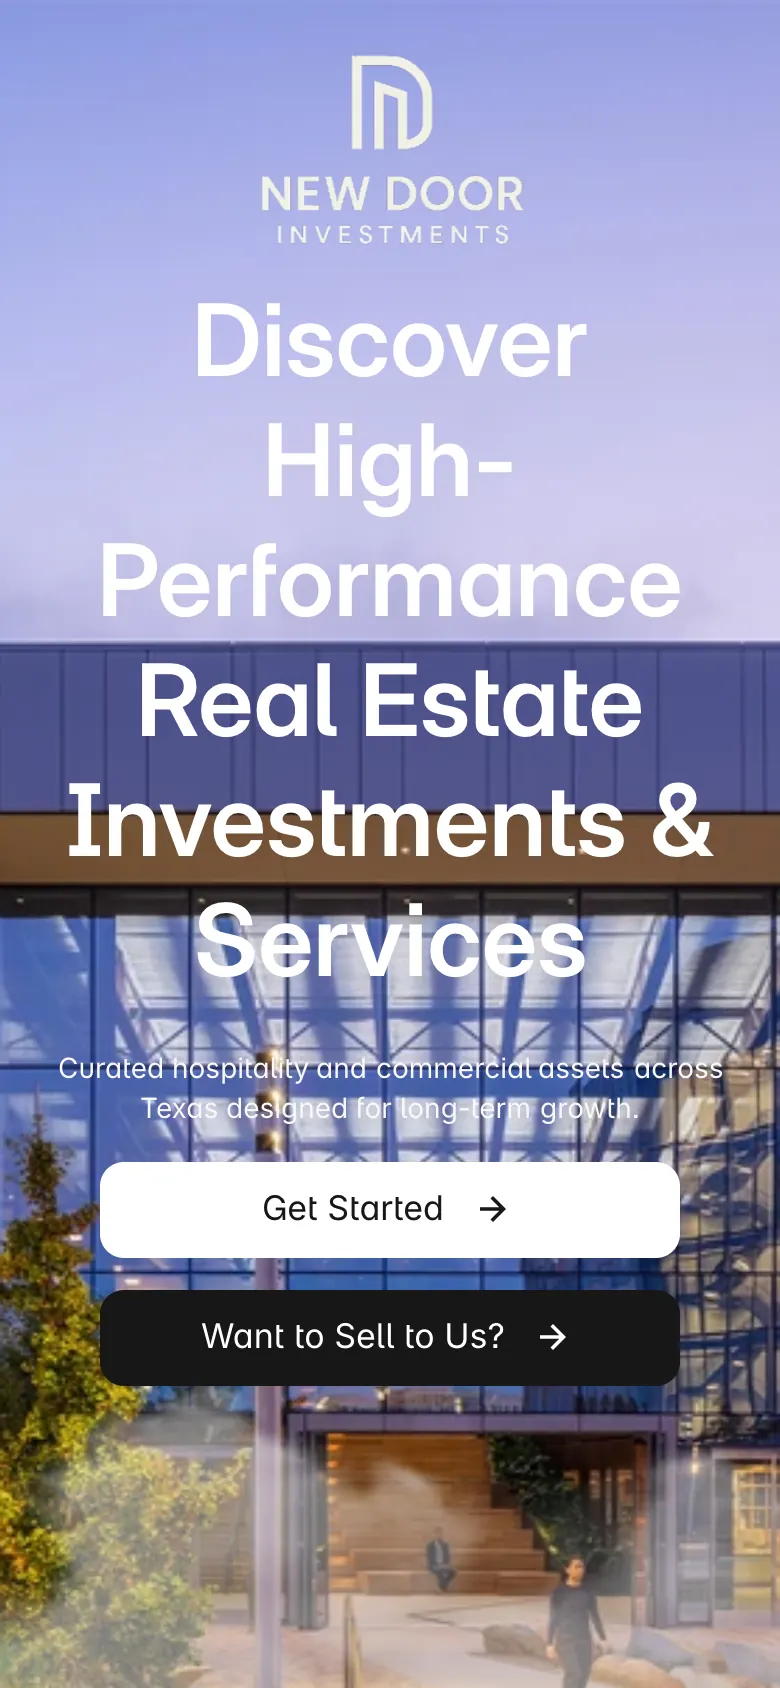 NEW DOOR
INVESTMENTS
Discover
High-
Performance
Real Estate
Investments &
Services
Curated hospitality and commercial assets across
Texas designed for long-term growth.
Get Started →
Want to Sell to Us? →